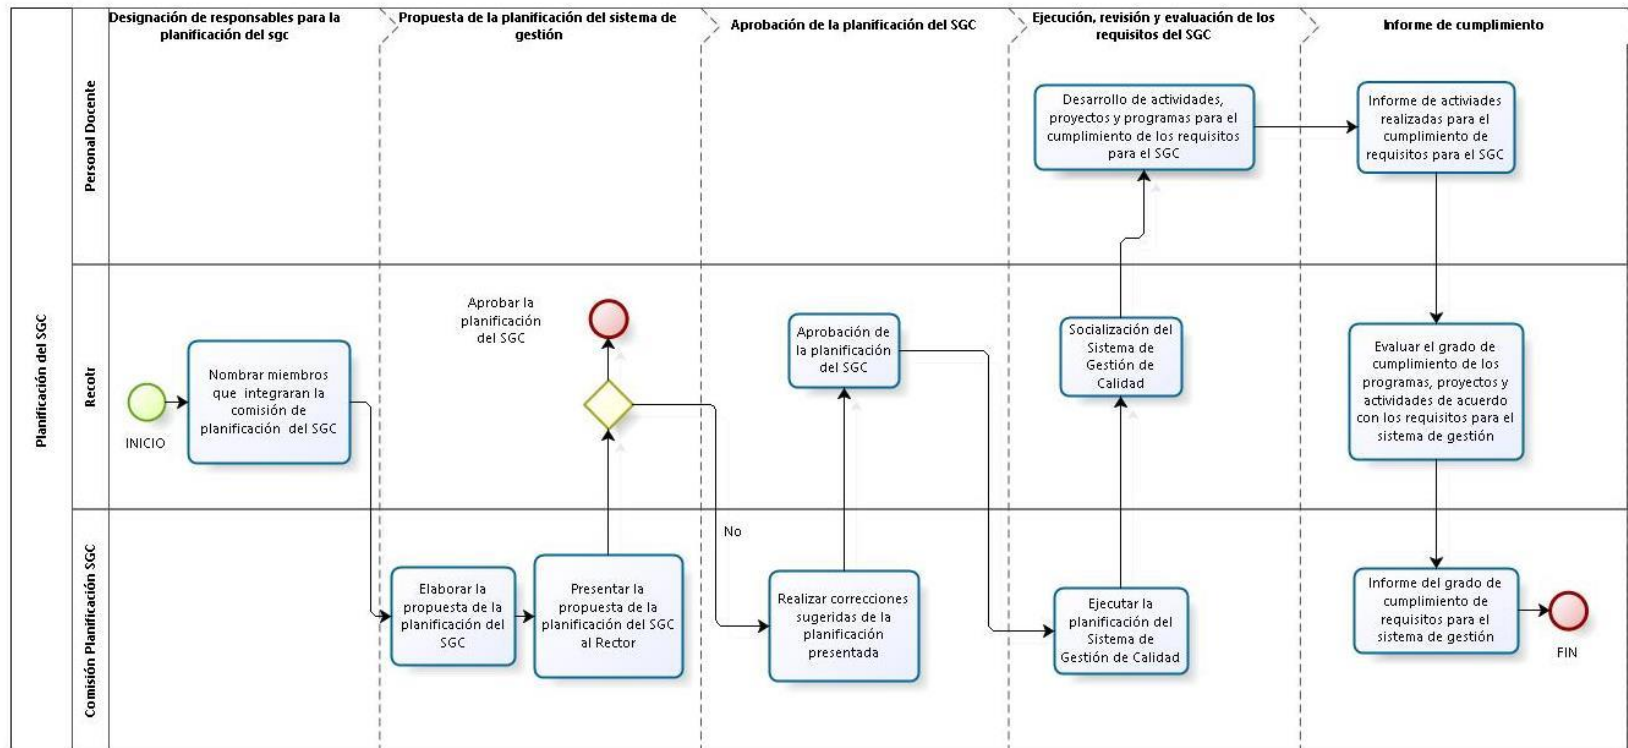 Designación de responsables para la
planificación del sgc
Propuesta de la planificación del sistema de
gestión
Aprobación de la planificación del SGC
Ejecución, revisión y evaluación de los
requisitos del SGC
Informe de cumplimiento
Planificación del SGC
Personal Docente
Desarrollo de actividades,
proyectos y programas para el
cumplimiento de los requisitos
para el SGC
Informe de activiades
realizadas para el
cumplimiento de
requisitos para el SGC
Recotr
INICIO
Nombrar miembros
que integraran la
comisión de
planificación del SGC
Aprobar la
planificación
del SGC
Aprobación de
la planificación
del SGC
Socialización del
Sistema de
Gestión de
Calidad
Evaluar el grado de
cumplimiento de los
programas, proyectos y
actividades de acuerdo
con los requisitos para el
sistema de gestión
Comisión Planificación SGC
Elaborar la
propuesta de la
planificación del
SGC
Presentar la
propuesta de la
planificación del SGC
al Rector
No
Realizar correcciones
sugeridas de la
planificación
presentada
Ejecutar la
planificación del
Sistema de
Gestión de Calidad
Informe del grado de
cumplimiento de
requisitos para el
sistema de gestión
FIN